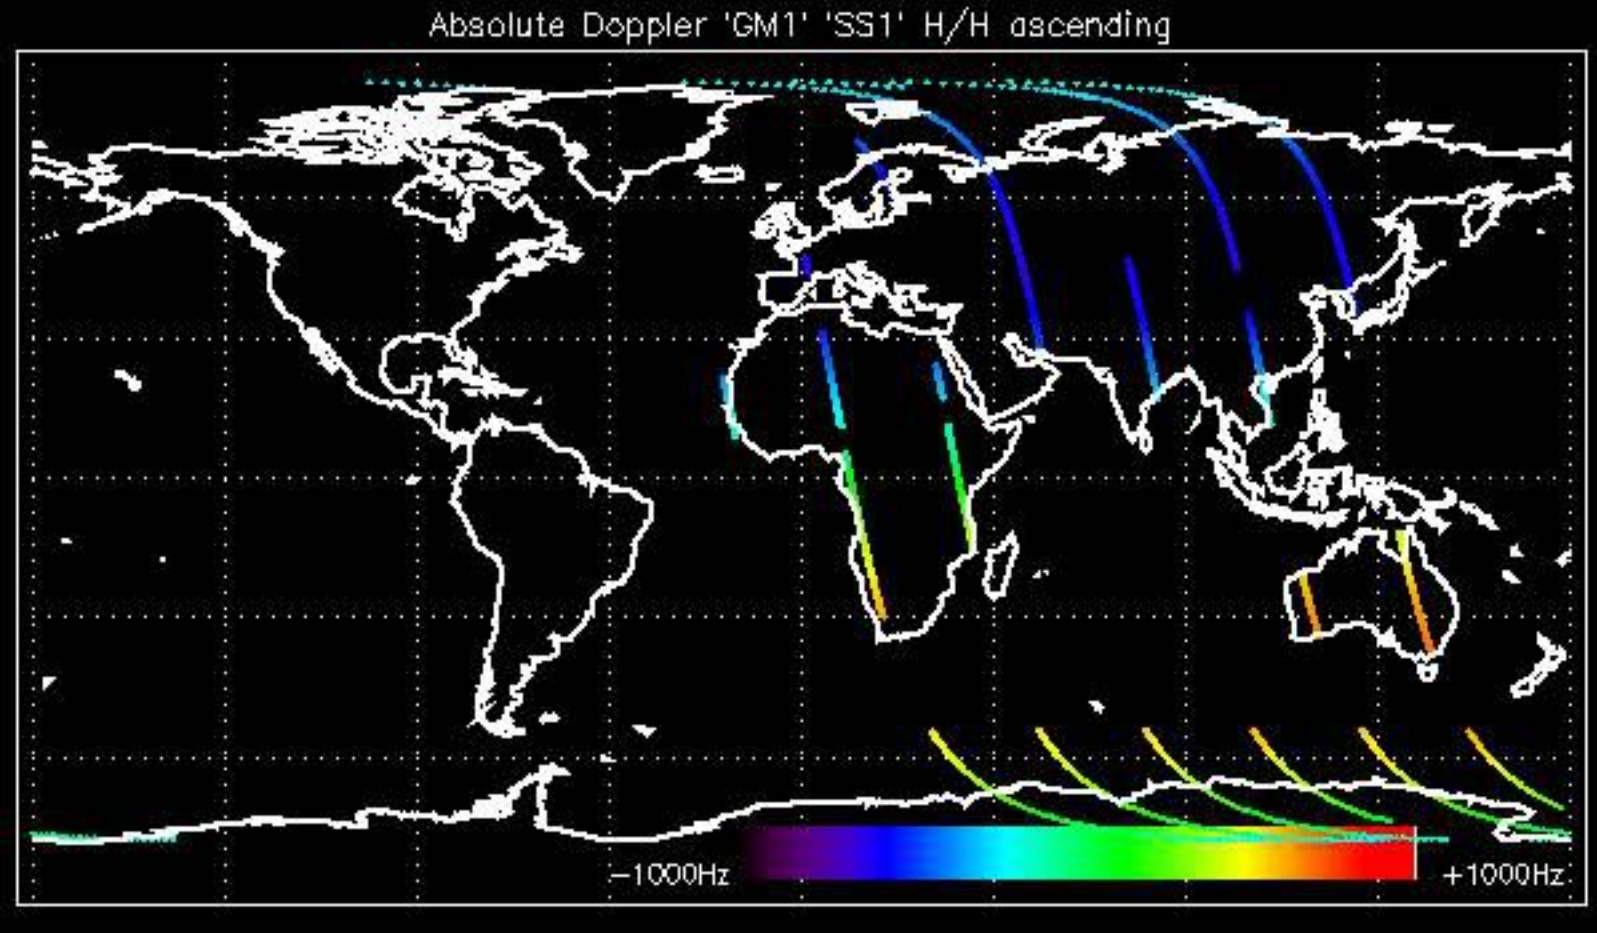 Absolute Doppler 'GM1' 'SS1' H/H ascending
−1000Hz
+1000Hz